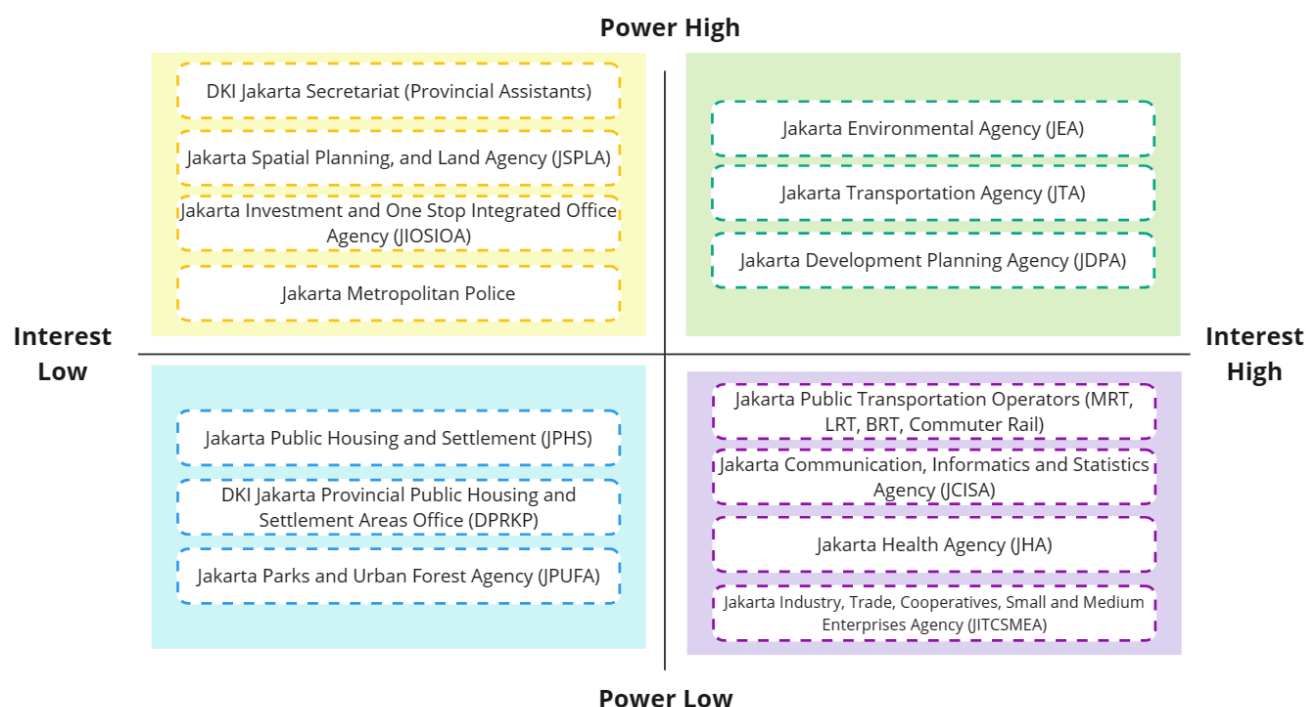 Power High
DKI Jakarta Secretariat (Provincial Assistants)
Jakarta Spatial Planning, and Land Agency (JSPLA)
Jakarta Investment and One Stop Integrated Office
Agency (JIOSIOA)
Jakarta Metropolitan Police
Jakarta Environmental Agency (JEA)
Jakarta Transportation Agency (JTA)
Jakarta Development Planning Agency (JDPA)
Interest
Low
Interest
High
Jakarta Public Housing and Settlement (JPHS)
DKI Jakarta Provincial Public Housing and
Settlement Areas Office (DPRKP)
Jakarta Parks and Urban Forest Agency (JPUFA)
Jakarta Public Transportation Operators (MRT,
LRT, BRT, Commuter Rail)
Jakarta Communication, Informatics and Statistics
Agency (JCISA)
Jakarta Health Agency (JHA)
Jakarta Industry, Trade, Cooperatives, Small and Medium
Enterprises Agency (JITCSMEA)
Power Low